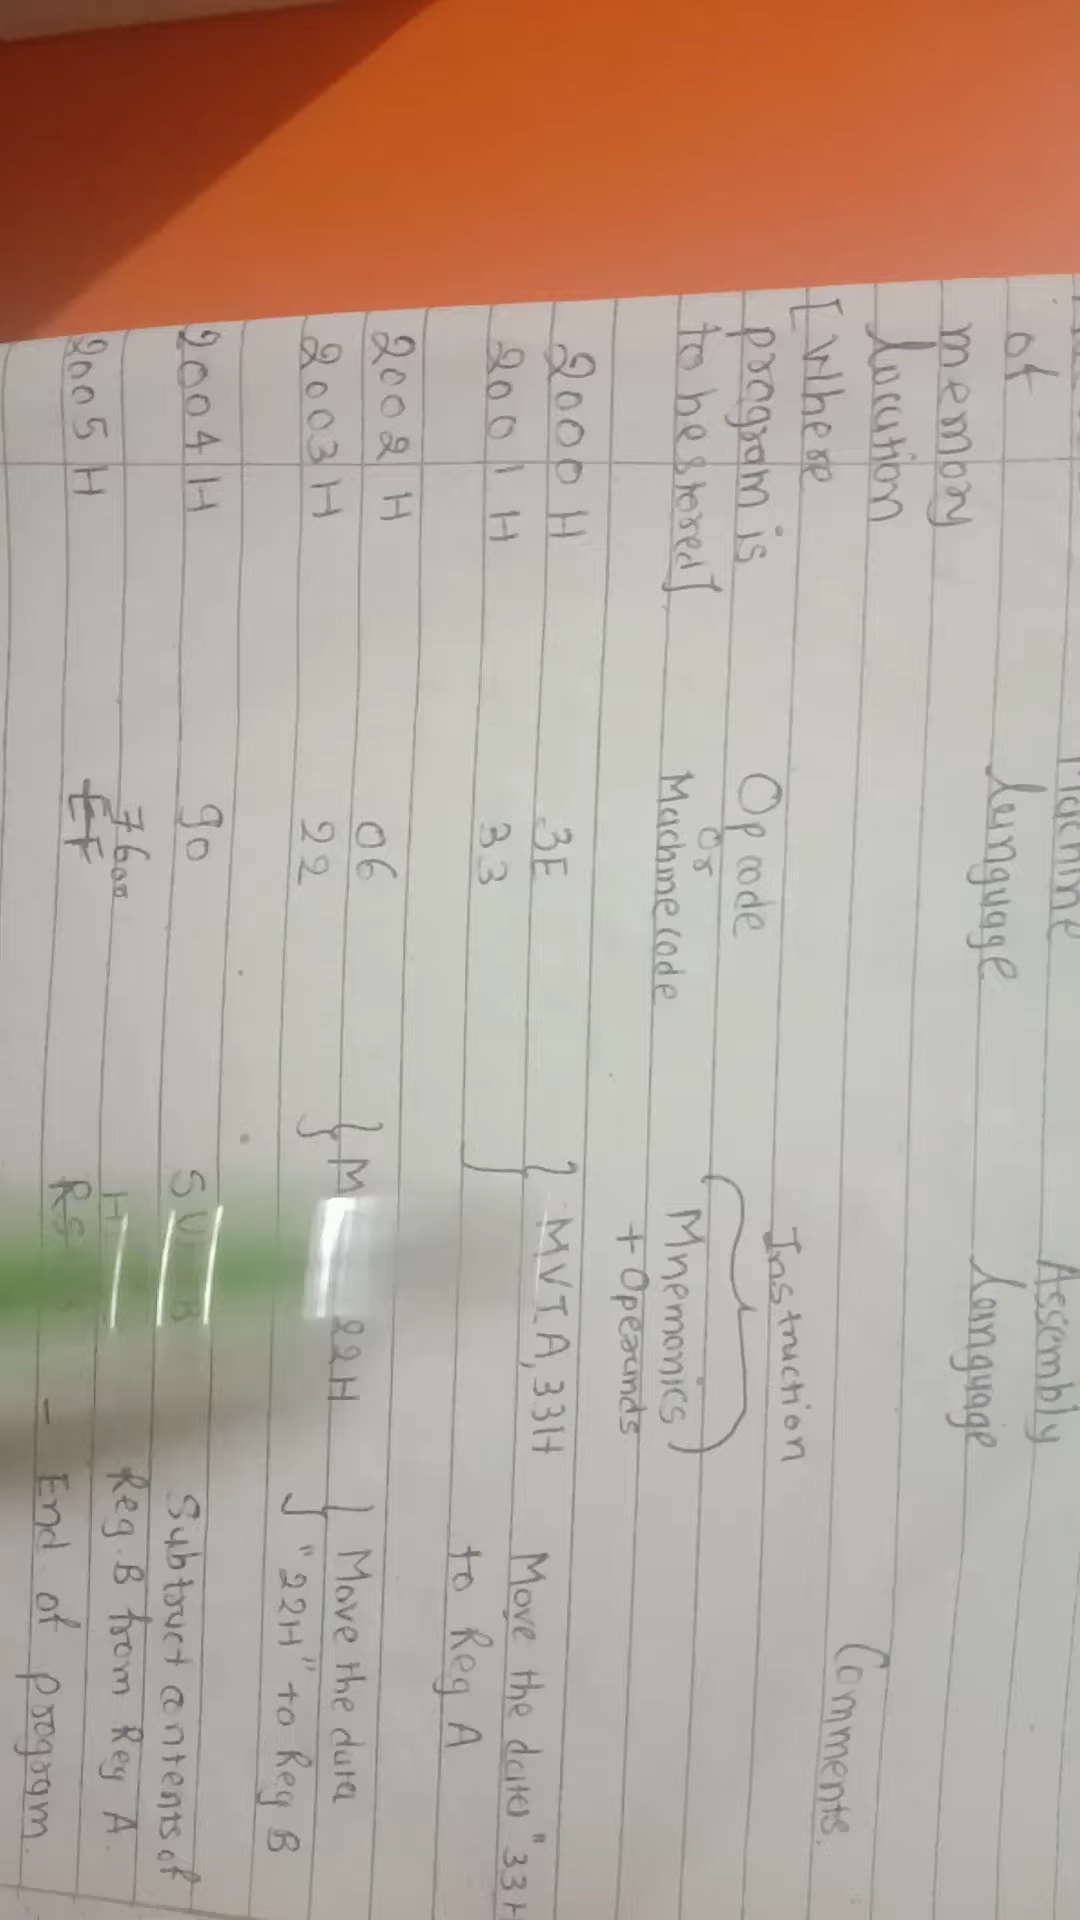 of Machine Assembly
memory language language
location
[Where Comments.
program is Opcode Instruction
to be stored] or
Machine code Mnemonics
+ Operands
2000 H 3E } MVI A, 33H Move the data "33H
2001 H 33 to Reg A
2002 H 06 } M 22H } Move the data
2003 H 22 "22H" to Reg B
2004 H 90 SU B Subtract contents of
76 or H Reg. B from Reg A.
2005 H EF RS - End of program.